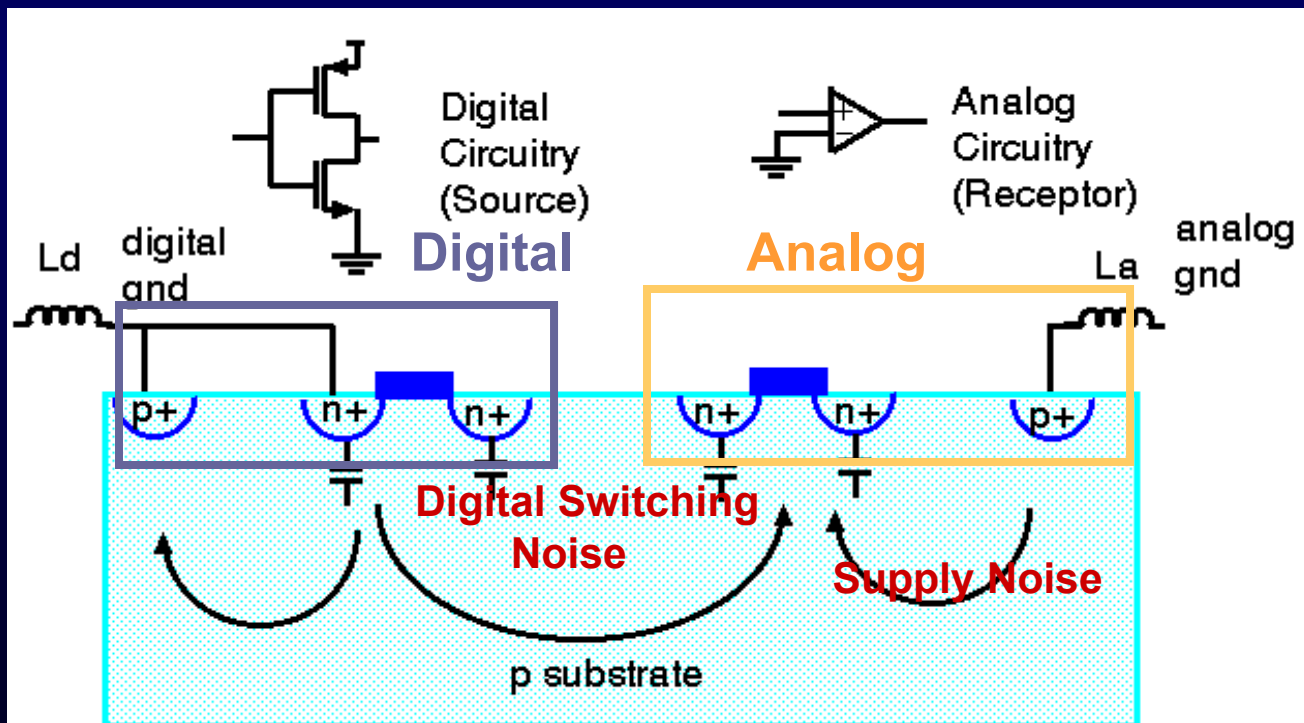 Digital
Circuitry
(Source)
+
−
Analog
Circuitry
(Receptor)
Ld
digital
gnd
Digital
Analog
La
analog
gnd
p+
n+
n+
n+
n+
p+
Digital Switching
Noise
Supply Noise
p substrate